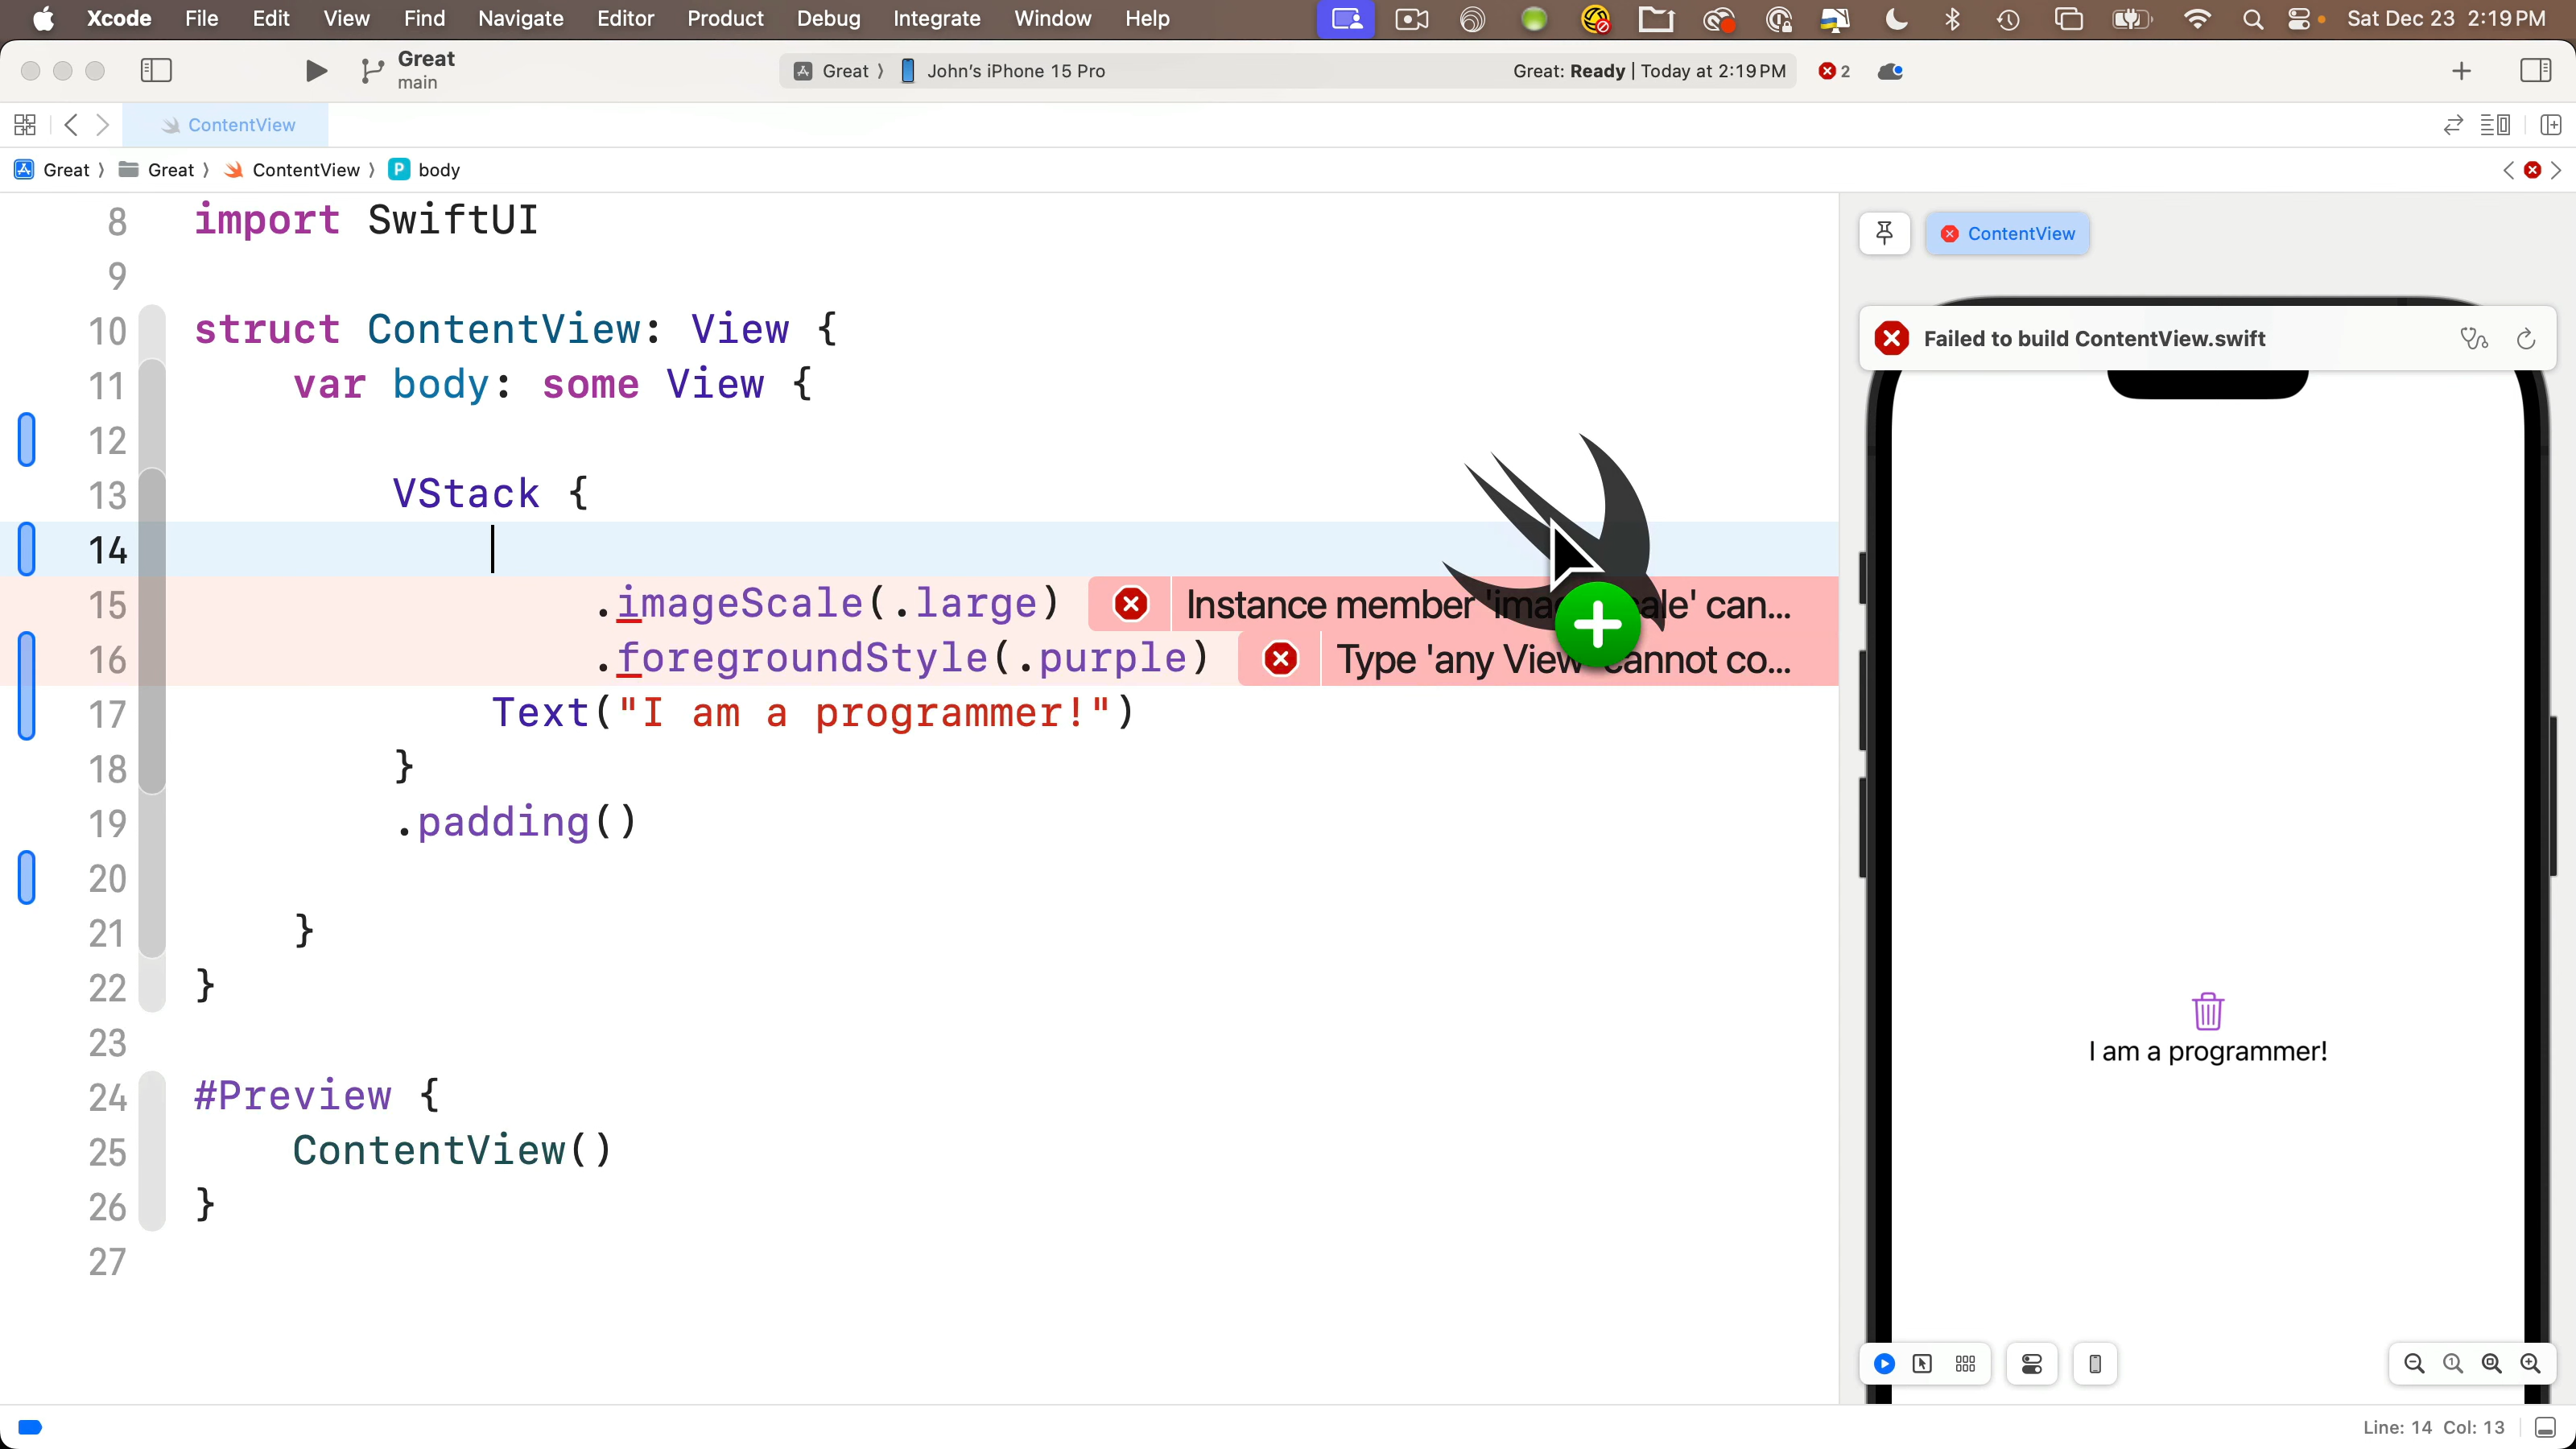 Xcode File Edit View Find Navigate Editor Product Debug Integrate Window Help Sat Dec 23 2:19 PM
Great
main
Great 〉 John's iPhone 15 Pro
Great: Ready | Today at 2:19 PM
2
ContentView
Great 〉 Great 〉 ContentView 〉 P body
8 import SwiftUI
9
10 struct ContentView: View {
11 var body: some View {
12
13 VStack {
14
15 .imageScale(.large) Instance member can...
16 .foregroundStyle(.purple) Type 'any View' cannot co...
17 Text("I am a programmer!")
18 }
19 .padding()
20
21 }
22 }
23
24 #Preview {
25 ContentView()
26 }
27
ContentView
Failed to build ContentView.swift
I am a programmer!
Line: 14 Col: 13